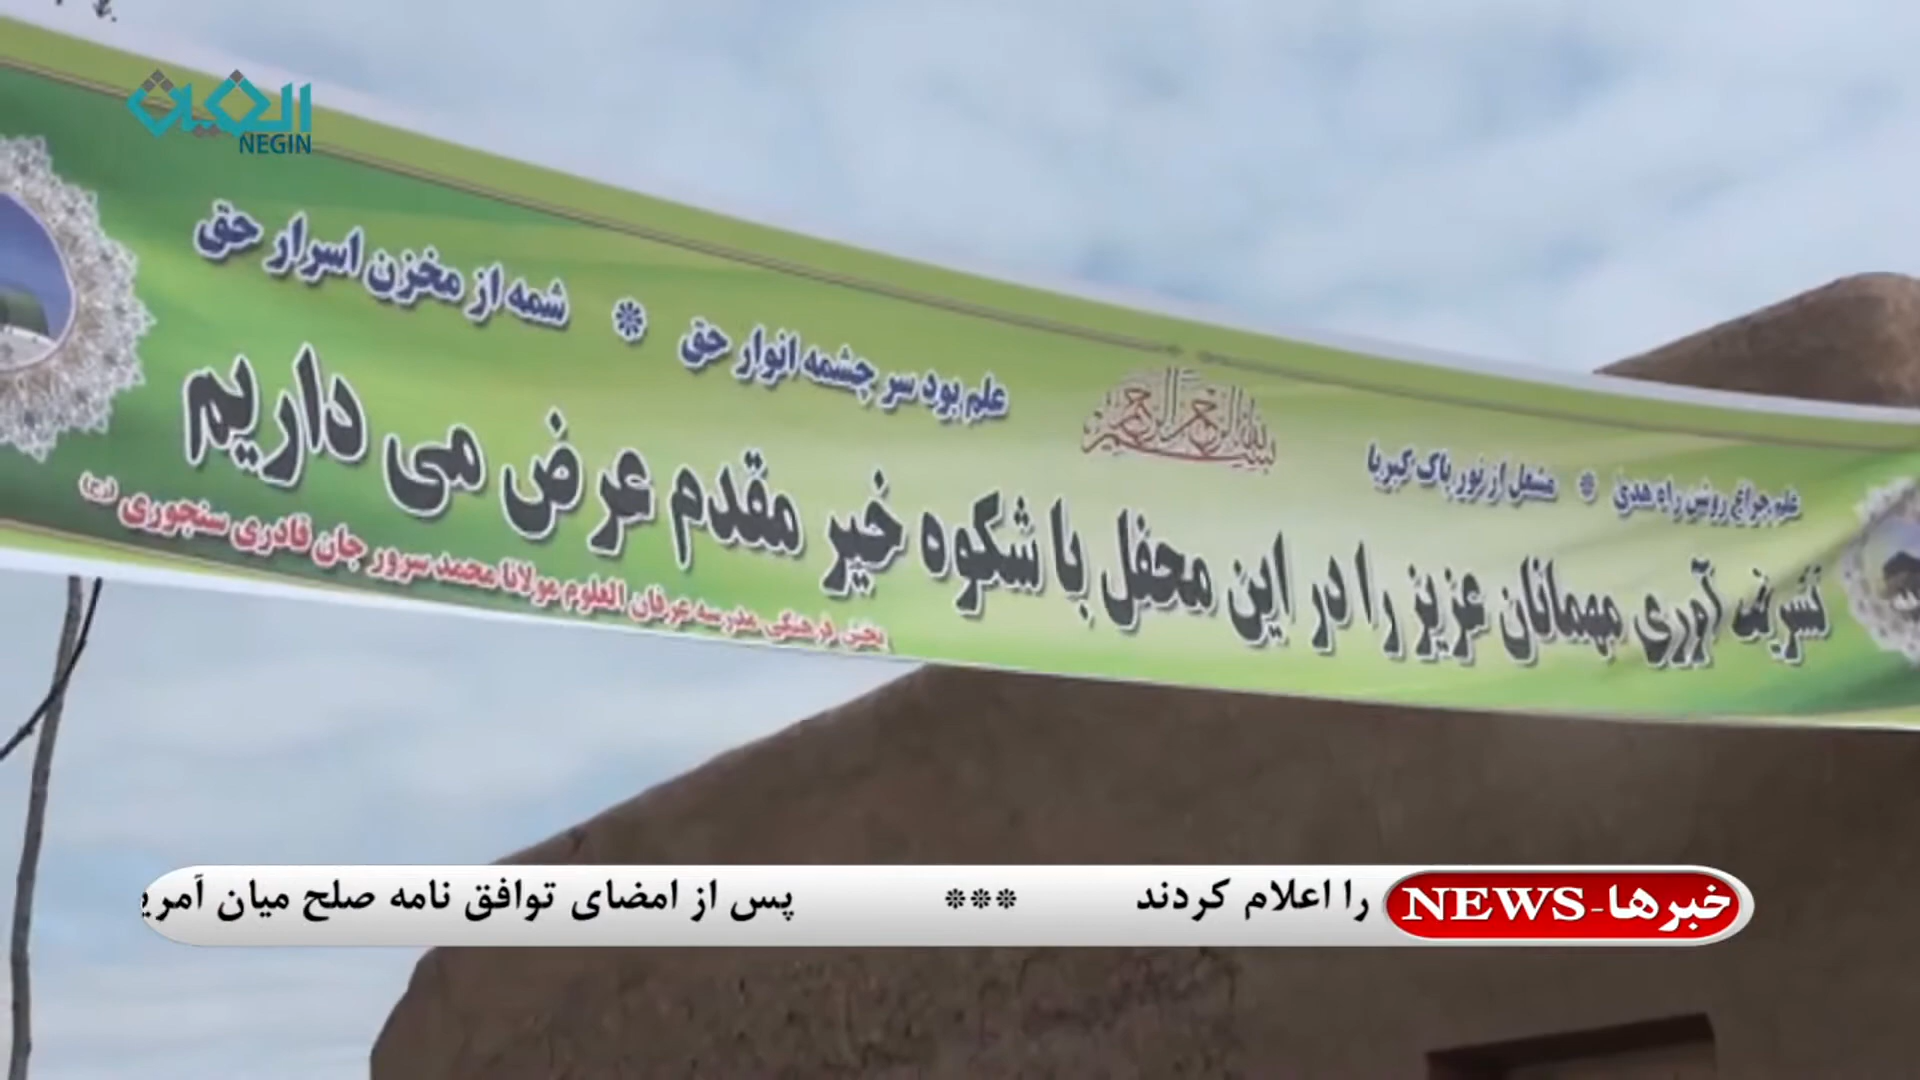 NEGIN
بسم الله الرحمن الرحیم
علم چراغ روشن راه هدی * مشعل از نور پاک کبریا
علم بود سر چشمه انوار حق * شمه از مخزن اسرار حق
تشریف آوری مهمانان عزیز را در این محفل با شکوه خیر مقدم عرض می داریم
بخش فرهنگی مدرسه عرفان العلوم مولانا محمد سرور جان قادری سنجوری (رح)
خبرها-NEWS
را اعلام کردند *** پس از امضای توافق نامه صلح میان آمری